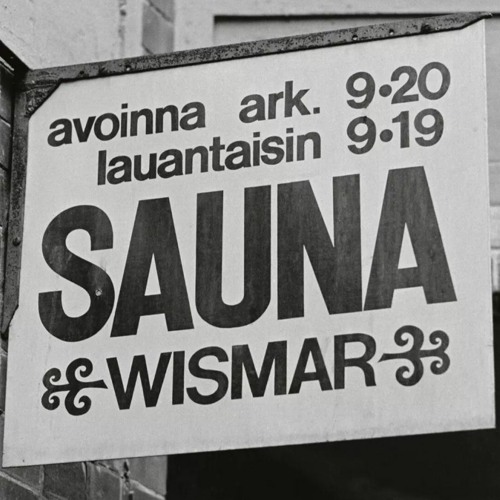 avoinna ark. 9•20
lauantaisin 9•19
SAUNA
WISMAR